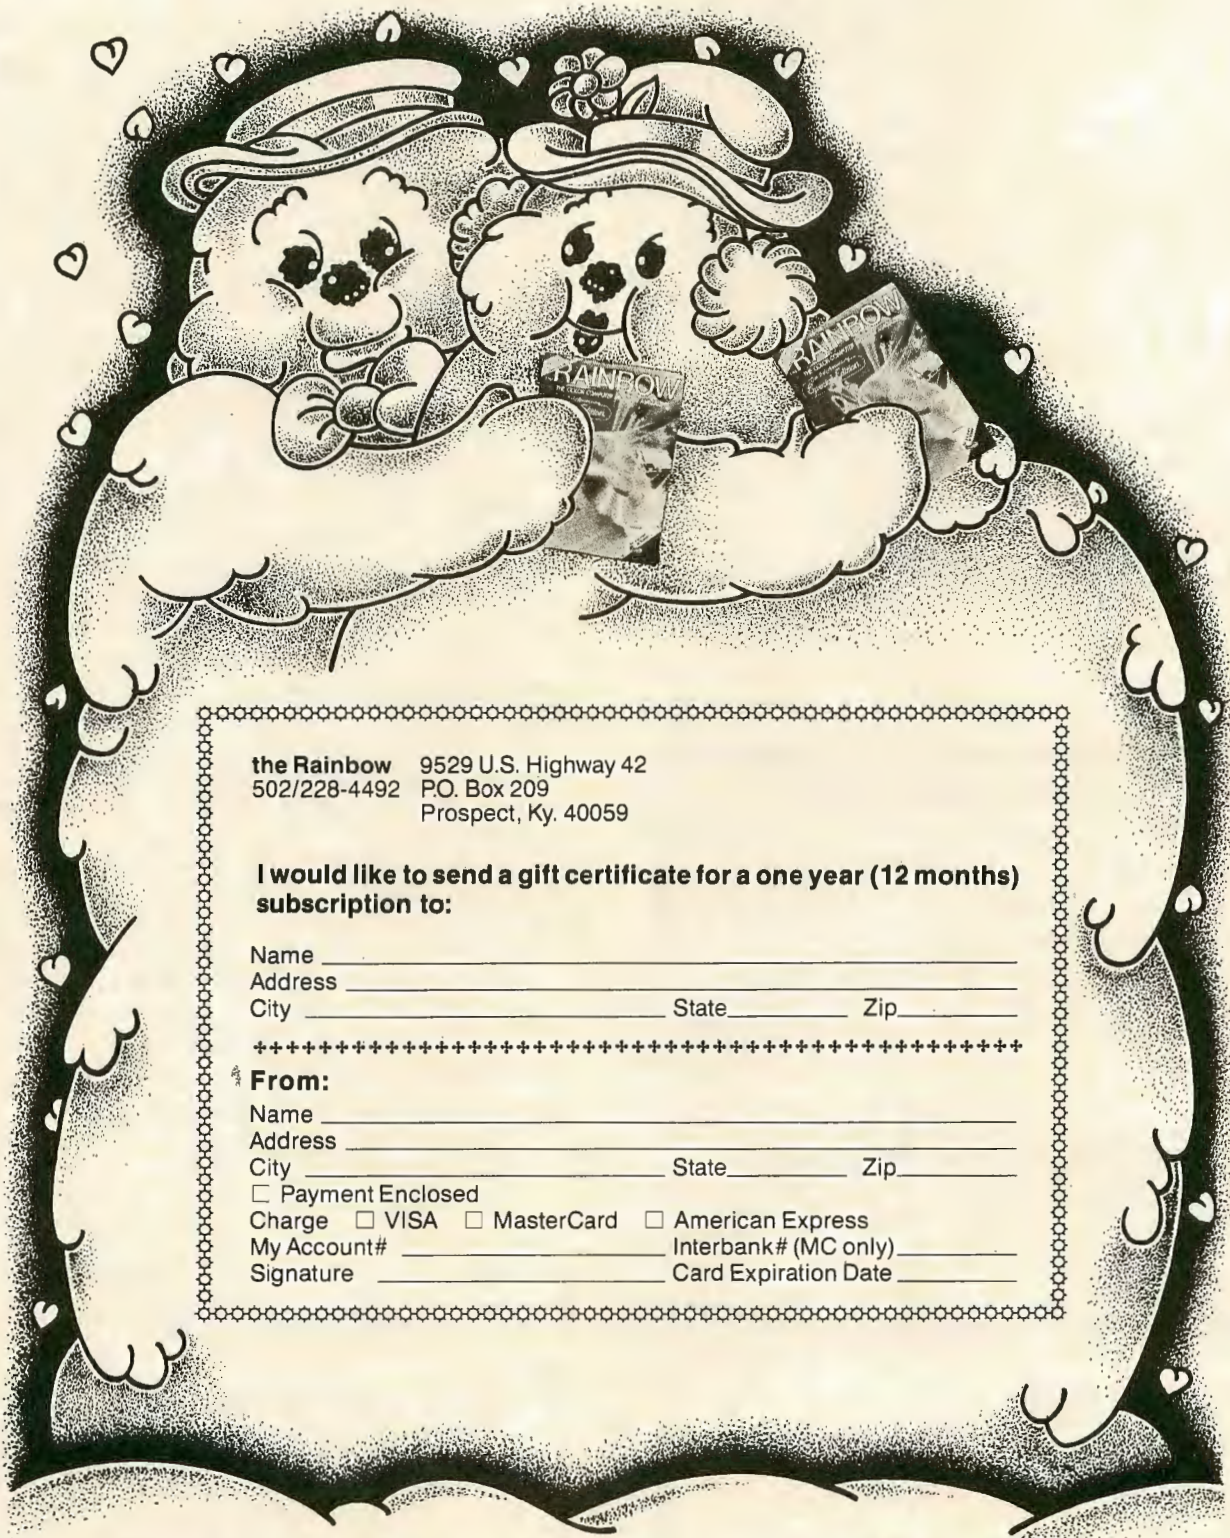 RAINBOW
RAINBOW
the Rainbow 9529 U.S. Highway 42
502/228-4492 P.O. Box 209
Prospect, Ky. 40059
I would like to send a gift certificate for a one year (12 months)
subscription to:
Name
Address
City State Zip
From:
Name
Address
City State Zip
Payment Enclosed
Charge VISA MasterCard American Express
My Account# Interbank# (MC only)
Signature Card Expiration Date